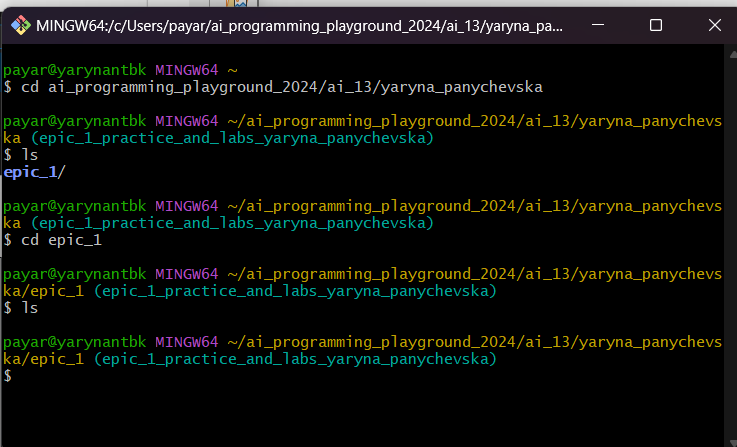 MINGW64:/c/Users/payar/ai_programming_playground_2024/ai_13/yaryna_pa...
payar@yarynantbk MINGW64 ~
$ cd ai_programming_playground_2024/ai_13/yaryna_panychevska
payar@yarynantbk MINGW64 ~/ai_programming_playground_2024/ai_13/yaryna_panychevs
ka (epic_1_practice_and_labs_yaryna_panychevska)
$ ls
epic_1/
payar@yarynantbk MINGW64 ~/ai_programming_playground_2024/ai_13/yaryna_panychevs
ka (epic_1_practice_and_labs_yaryna_panychevska)
$ cd epic_1
payar@yarynantbk MINGW64 ~/ai_programming_playground_2024/ai_13/yaryna_panychevs
ka/epic_1 (epic_1_practice_and_labs_yaryna_panychevska)
$ ls
payar@yarynantbk MINGW64 ~/ai_programming_playground_2024/ai_13/yaryna_panychevs
ka/epic_1 (epic_1_practice_and_labs_yaryna_panychevska)
$